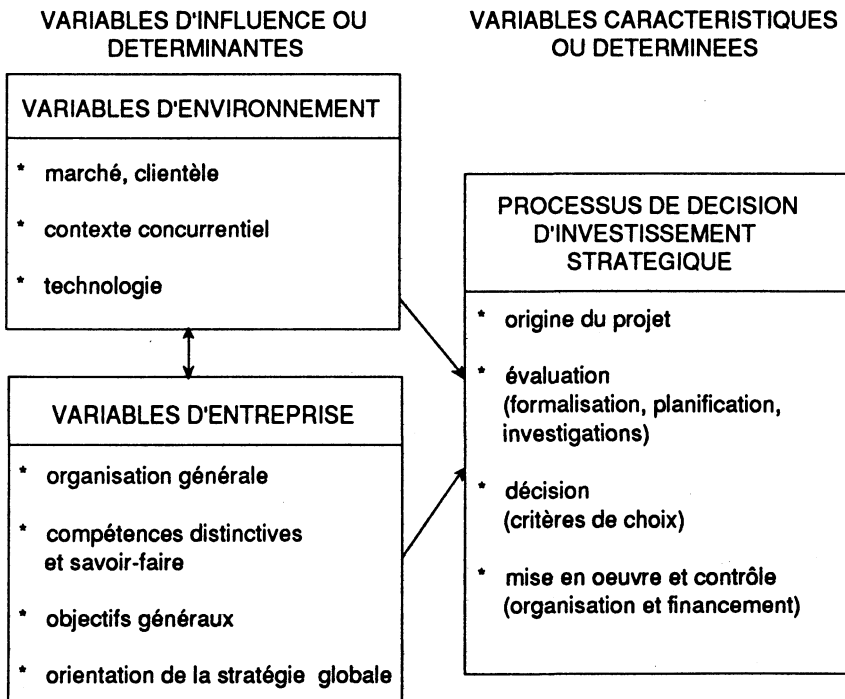 VARIABLES D'INFLUENCE OU
DETERMINANTES
VARIABLES D'ENVIRONNEMENT
* marché, clientèle
* contexte concurrentiel
* technologie
VARIABLES D'ENTREPRISE
* organisation générale
* compétences distinctives
et savoir-faire
* objectifs généraux
* orientation de la stratégie globale
VARIABLES CARACTERISTIQUES
OU DETERMINEES
PROCESSUS DE DECISION
D'INVESTISSEMENT
STRATEGIQUE
* origine du projet
* évaluation
(formalisation, planification,
investigations)
* décision
(critères de choix)
* mise en oeuvre et contrôle
(organisation et financement)